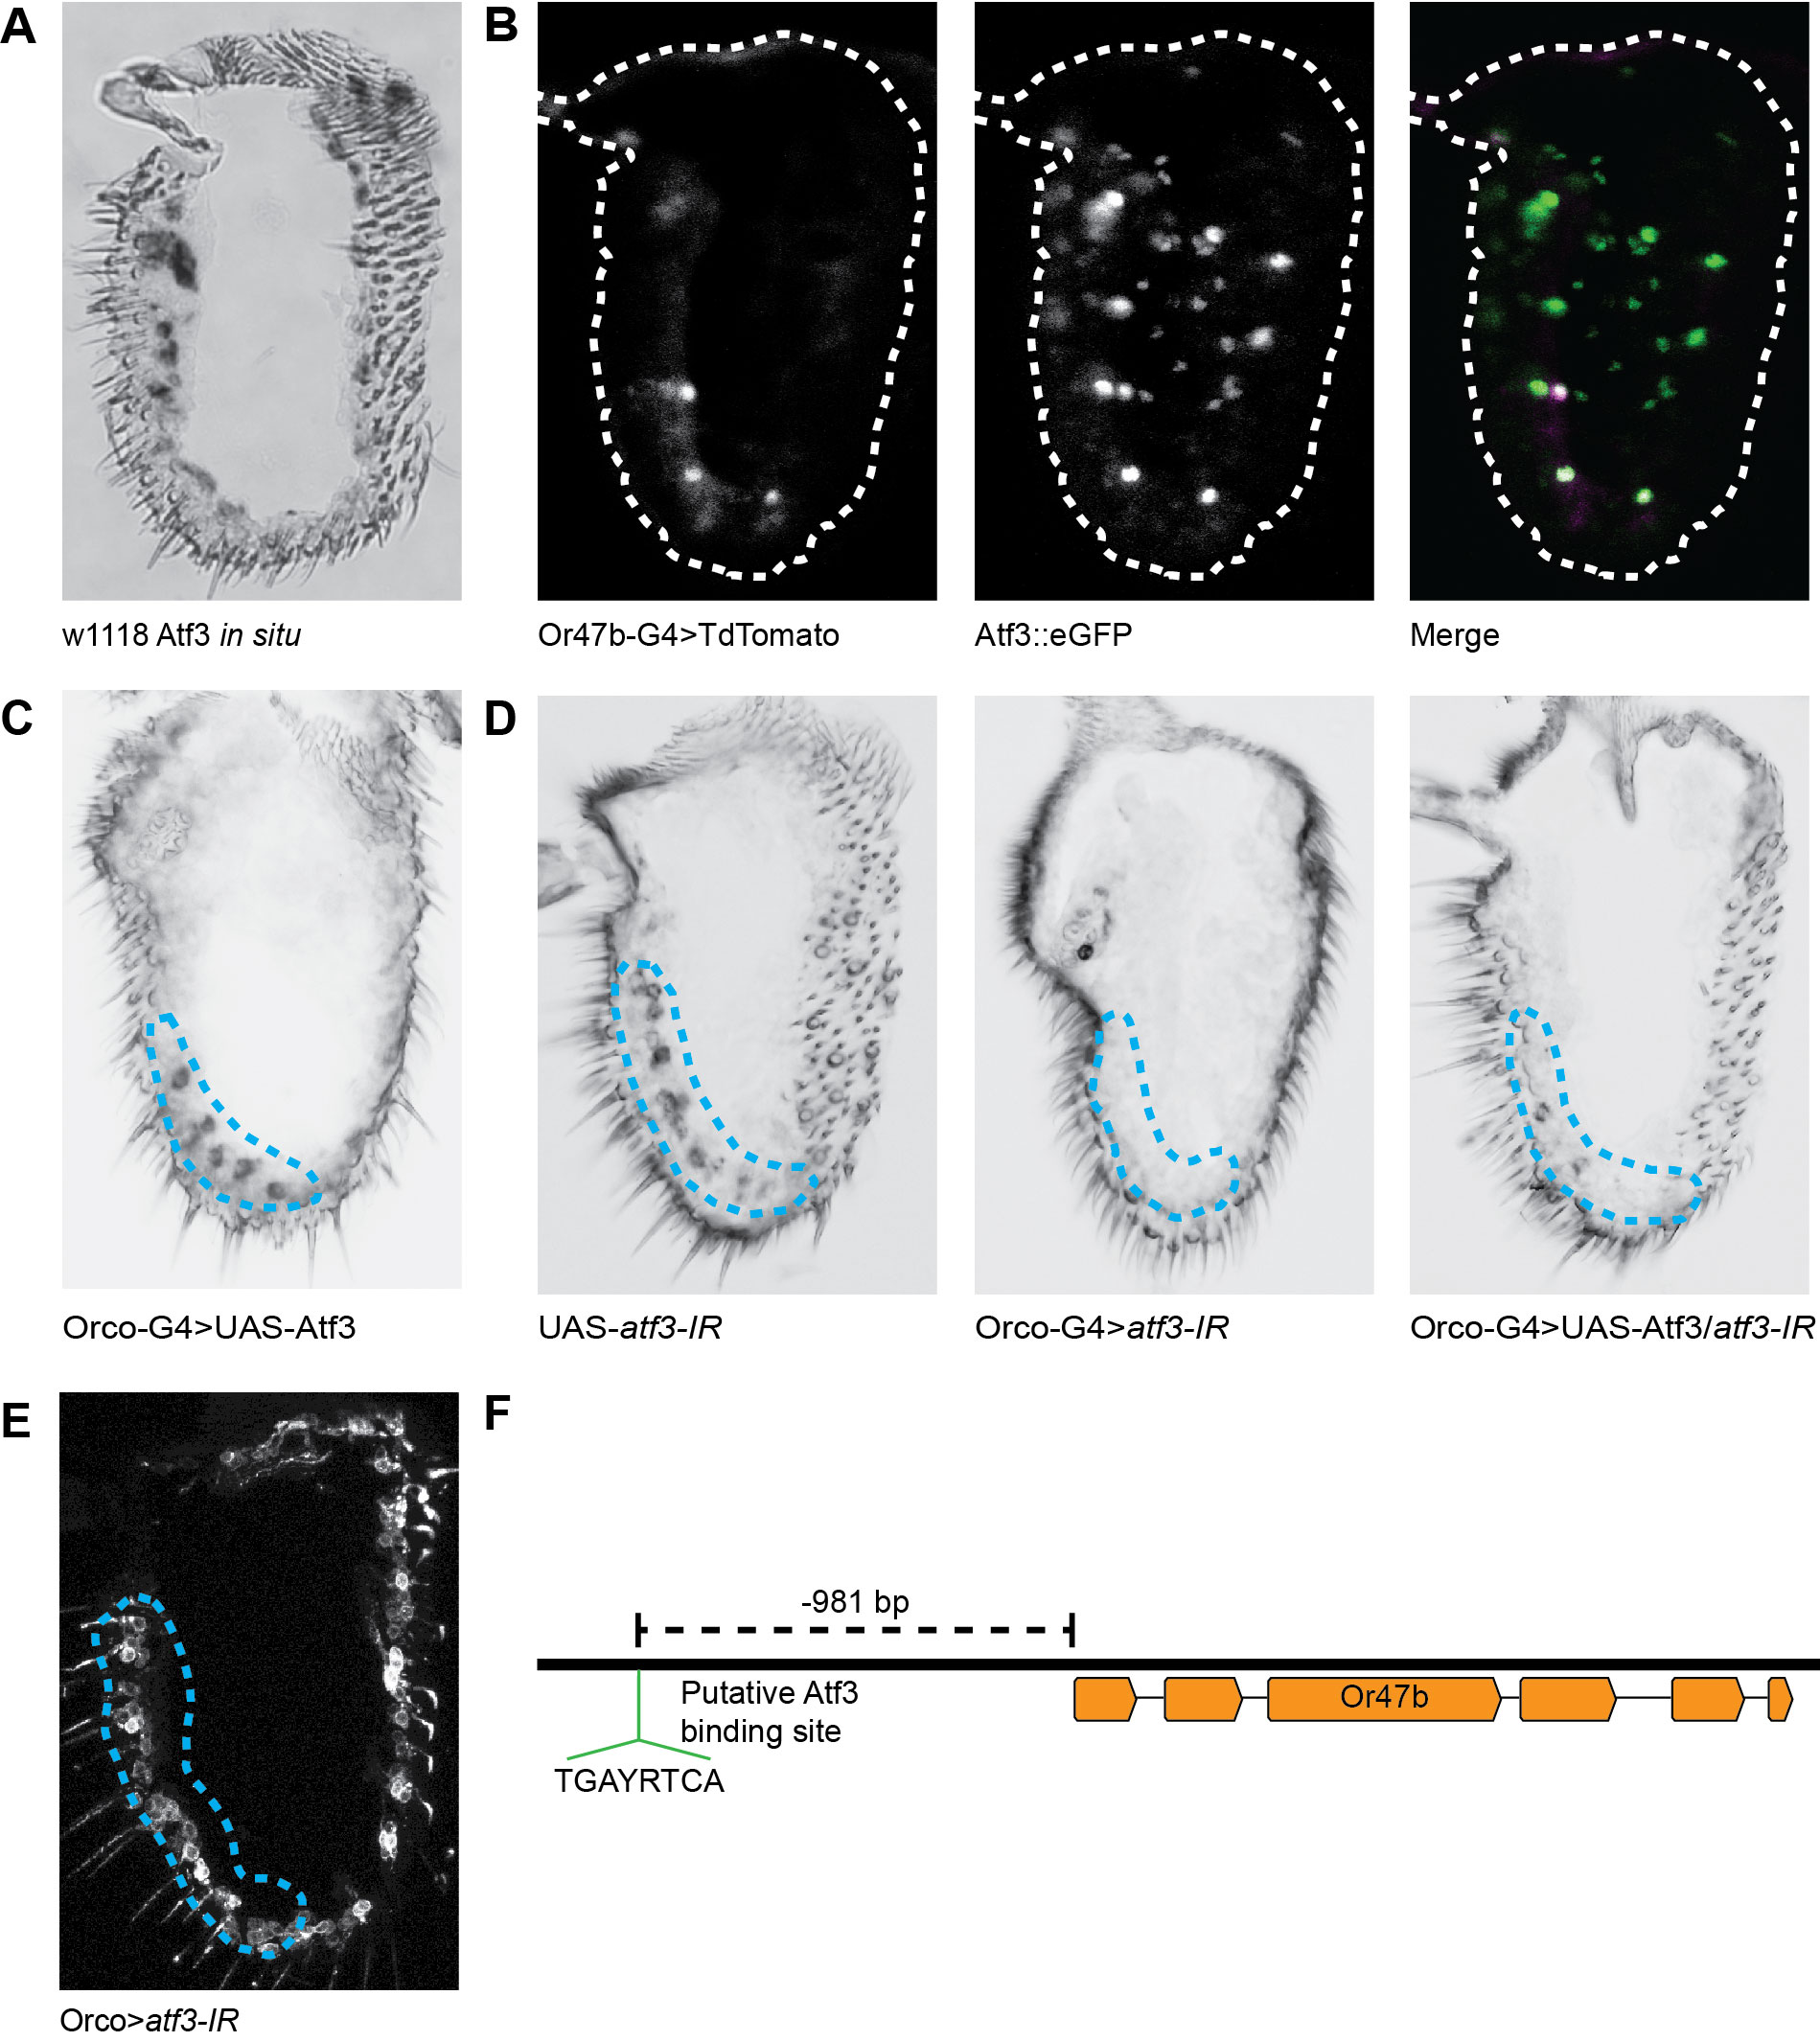 A
B
w1118 Atf3 in situ
Or47b-G4>TdTomato
Atf3::eGFP
Merge
C
D
Orco-G4>UAS-Atf3
UAS-atf3-IR
Orco-G4>atf3-IR
Orco-G4>UAS-Atf3/atf3-IR
E
F
-981 bp
Putative Atf3
binding site
Or47b
TGAYRTCA
Orco>atf3-IR